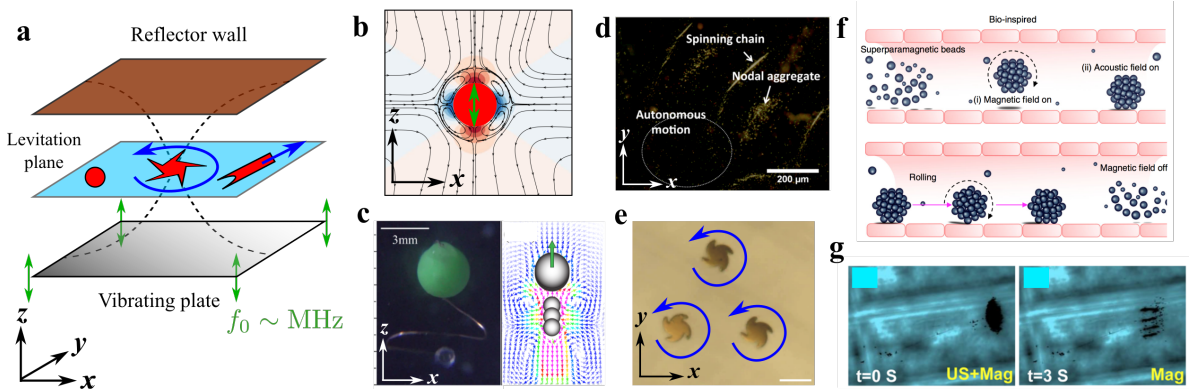 a
Reflector wall
Levitation
plane
Vibrating plate
f₀ ∼ MHz
z
y
x
b
z
x
c
3mm
z
x
d
Spinning chain
Nodal aggregate
Autonomous
motion
y
x
200 μm
e
y
x
f
Bio-inspired
Superparamagnetic beads
(i) Magnetic field on
(ii) Acoustic field on
Rolling
Magnetic field off
g
t=0 S
US+Mag
t=3 S
Mag